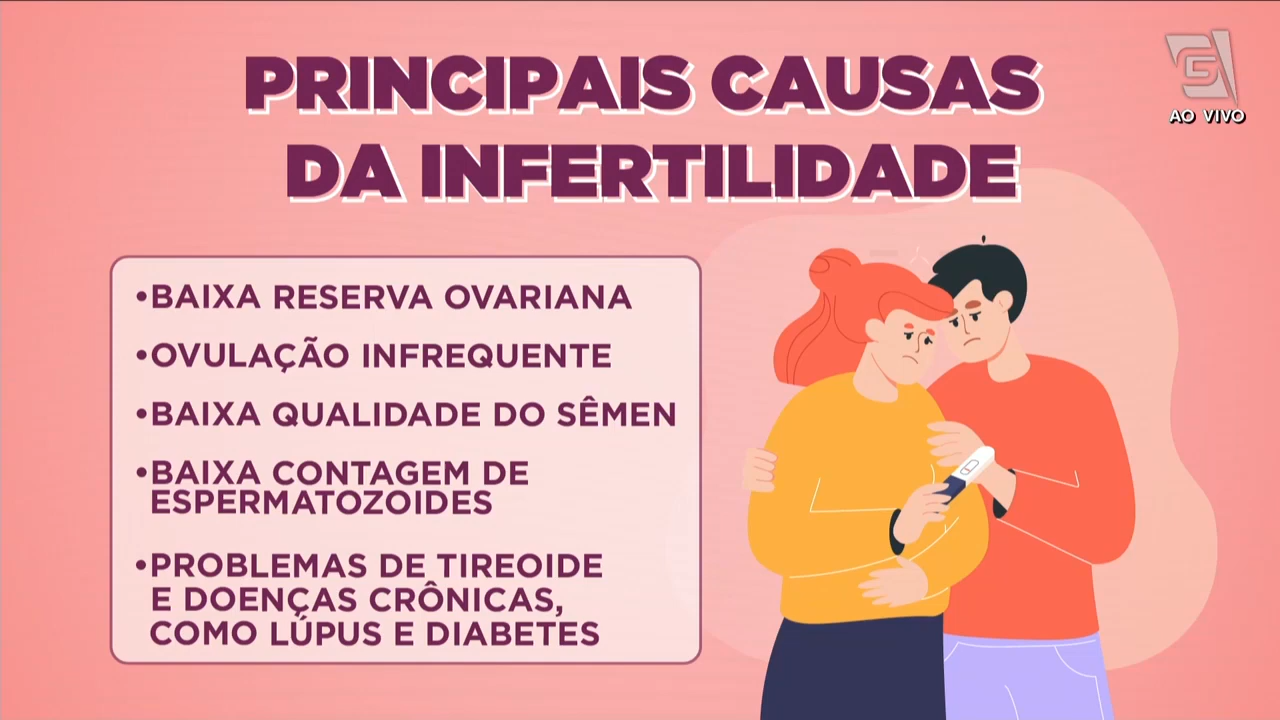 PRINCIPAIS CAUSAS
DA INFERTILIDADE
AO VIVO
•BAIXA RESERVA OVARIANA
•OVULAÇÃO INFREQUENTE
•BAIXA QUALIDADE DO SÊMEN
•BAIXA CONTAGEM DE
ESPERMATOZOIDES
•PROBLEMAS DE TIREOIDE
E DOENÇAS CRÔNICAS,
COMO LÚPUS E DIABETES